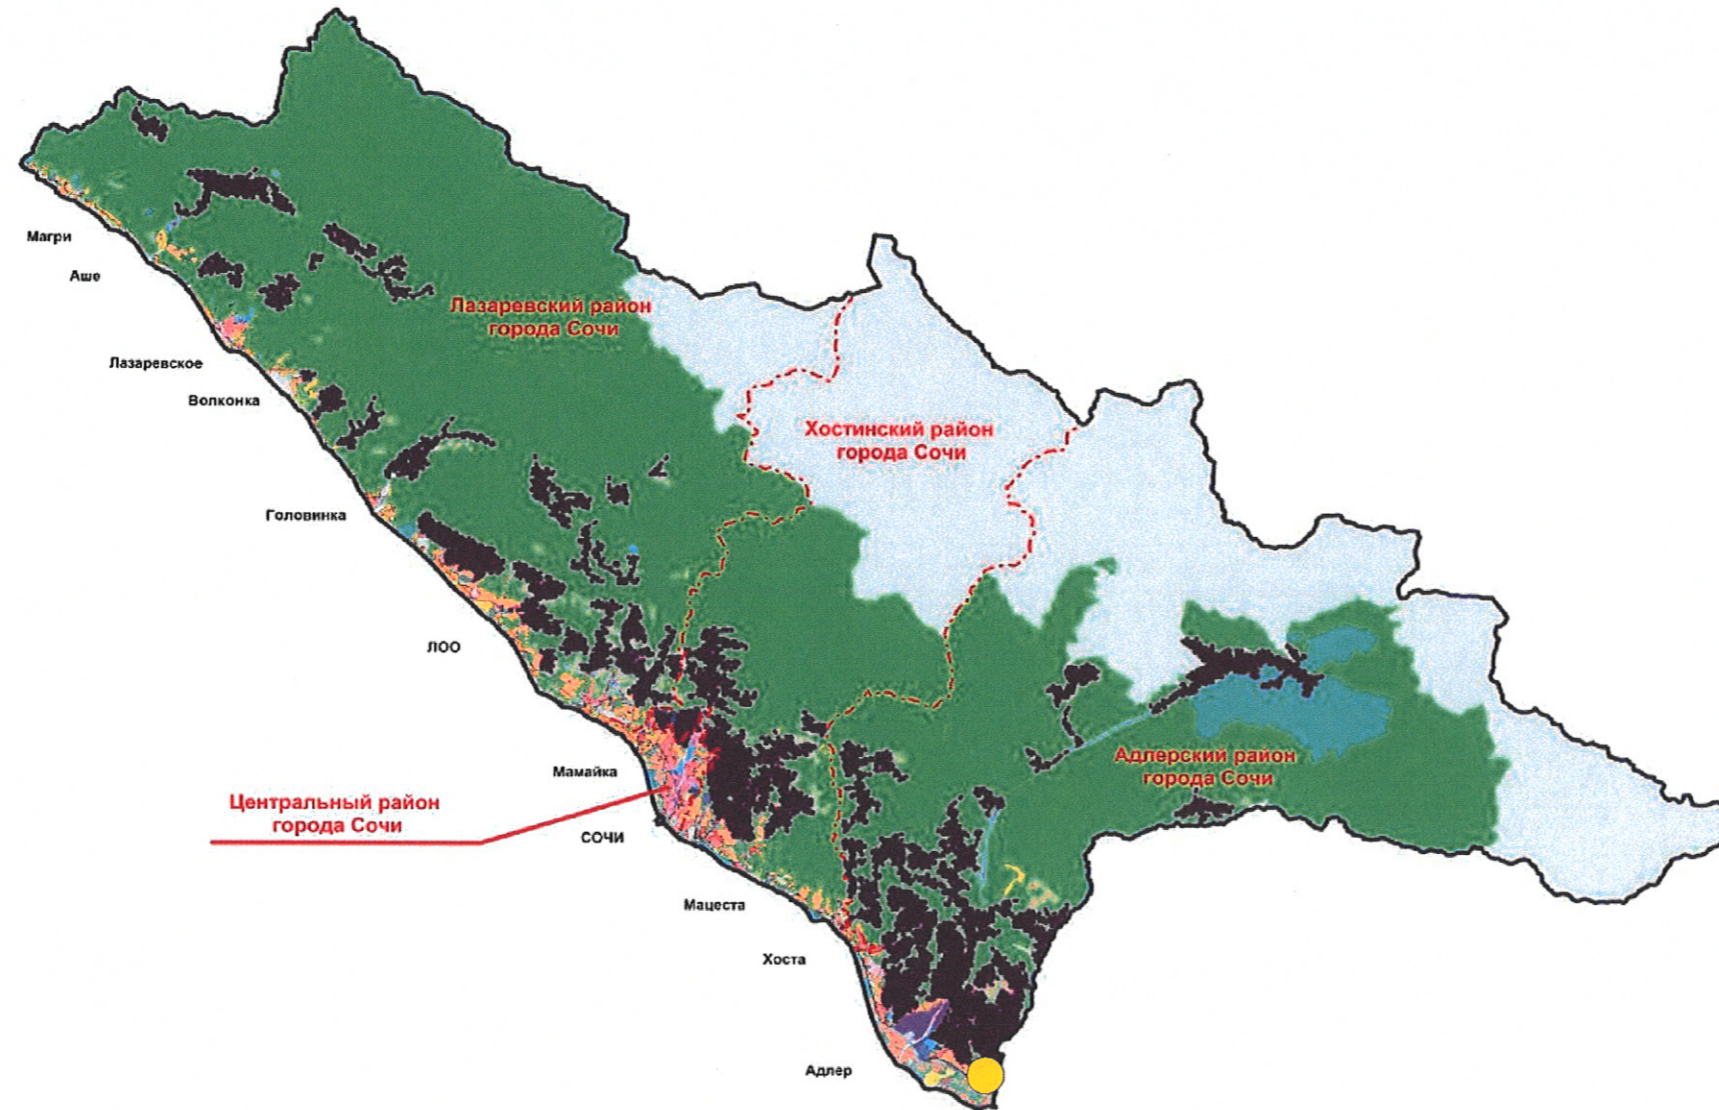 Магри
Аше
Лазаревский район
города Сочи
Лазаревское
Волконка
Хостинский район
города Сочи
Головинка
ЛОО
Адлерский район
города Сочи
Мамайка
Центральный район
города Сочи
СОЧИ
Мацеста
Хоста
Адлер